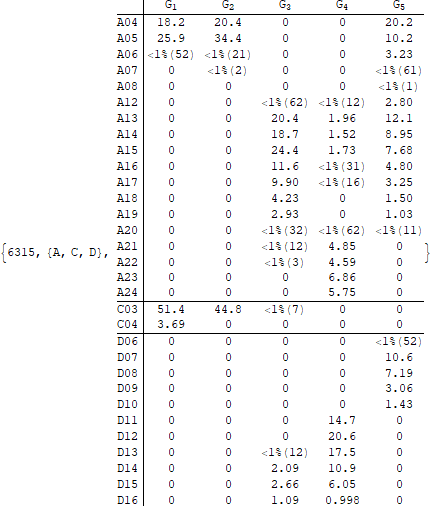 G1 G2 G3 G4 G5
A04 18.2 20.4 0 0 20.2
A05 25.9 34.4 0 0 10.2
A06 <1%(52) <1%(21) 0 0 3.23
A07 0 <1%(2) 0 0 <1%(61)
A08 0 0 0 0 <1%(1)
A12 0 0 <1%(62) <1%(12) 2.80
A13 0 0 20.4 1.96 12.1
A14 0 0 18.7 1.52 8.95
A15 0 0 24.4 1.73 7.68
A16 0 0 11.6 <1%(31) 4.80
A17 0 0 9.90 <1%(16) 3.25
A18 0 0 4.23 0 1.50
A19 0 0 2.93 0 1.03
A20 0 0 <1%(32) <1%(62) <1%(11)
{6315, {A, C, D}, A21 0 0 <1%(12) 4.85 0 }
A22 0 0 <1%(3) 4.59 0
A23 0 0 0 6.86 0
A24 0 0 0 5.75 0
C03 51.4 44.8 <1%(7) 0 0
C04 3.69 0 0 0 0
D06 0 0 0 0 <1%(52)
D07 0 0 0 0 10.6
D08 0 0 0 0 7.19
D09 0 0 0 0 3.06
D10 0 0 0 0 1.43
D11 0 0 0 14.7 0
D12 0 0 0 20.6 0
D13 0 0 <1%(12) 17.5 0
D14 0 0 2.09 10.9 0
D15 0 0 2.66 6.05 0
D16 0 0 1.09 0.998 0